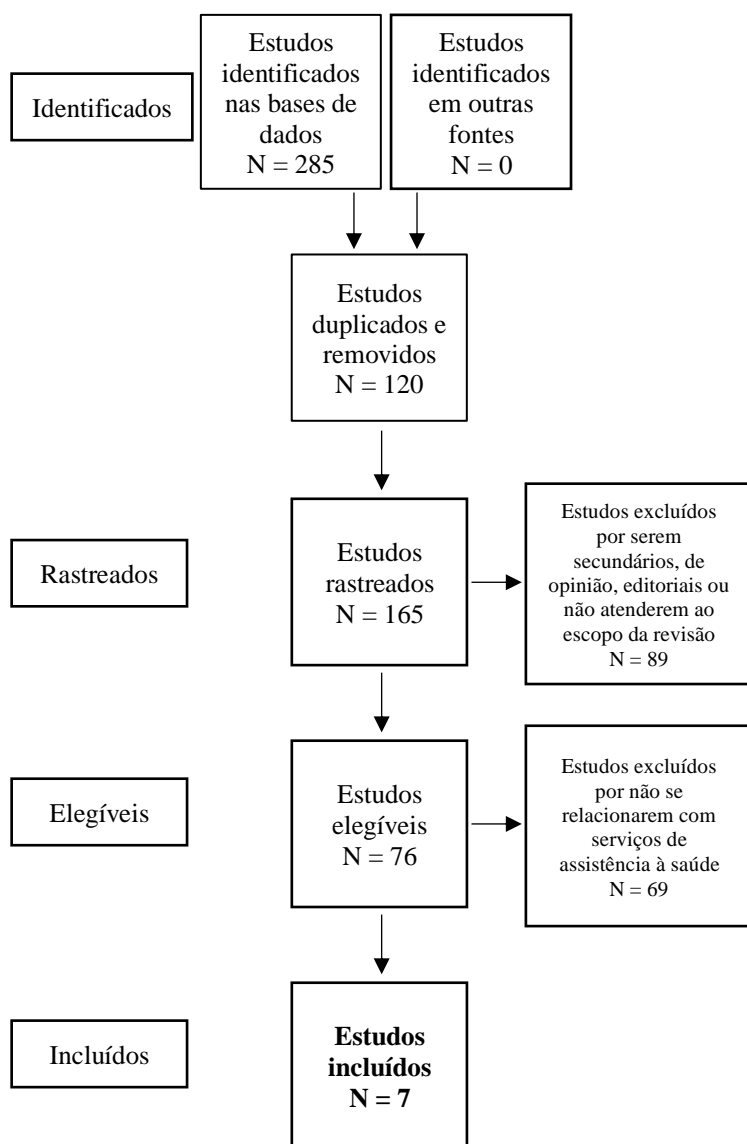 Identificados
Estudos
identificados
nas bases de
dados
N = 285
Estudos
identificados
em outras
fontes
N = 0
Estudos
duplicados e
removidos
N = 120
Rastreados
Estudos
rastreados
N = 165
Estudos excluídos
por serem
secundários, de
opinião, editoriais ou
não atenderem ao
escopo da revisão
N = 89
Elegíveis
Estudos
elegíveis
N = 76
Estudos excluídos
por não se
relacionarem com
serviços de
assistência à saúde
N = 69
Incluídos
Estudos
incluídos
N = 7